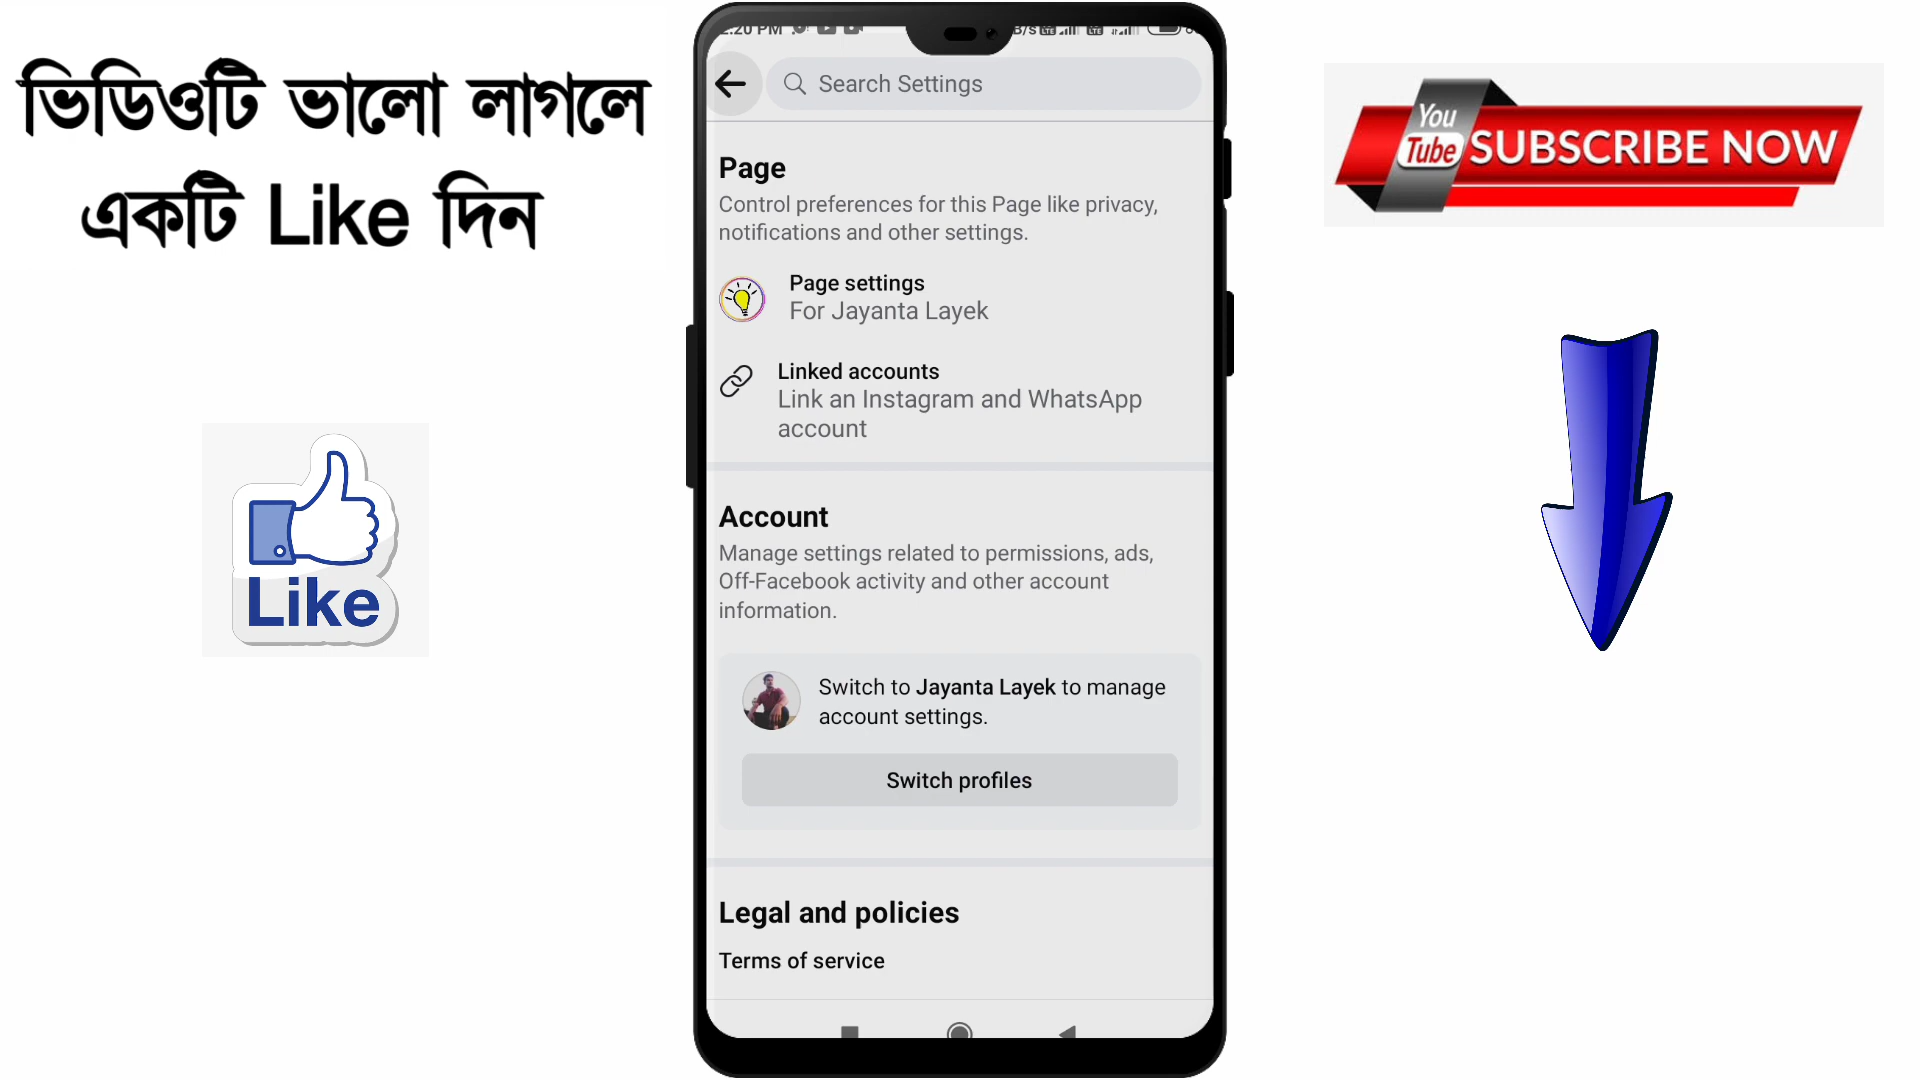 ভিডিওটি ভালো লাগলে
একটি Like দিন
Like
Search Settings
Page
Control preferences for this Page like privacy,
notifications and other settings.
Page settings
For Jayanta Layek
Linked accounts
Link an Instagram and WhatsApp
account
Account
Manage settings related to permissions, ads,
Off-Facebook activity and other account
information.
Switch to Jayanta Layek to manage
account settings.
Switch profiles
Legal and policies
Terms of service
You
Tube
SUBSCRIBE NOW